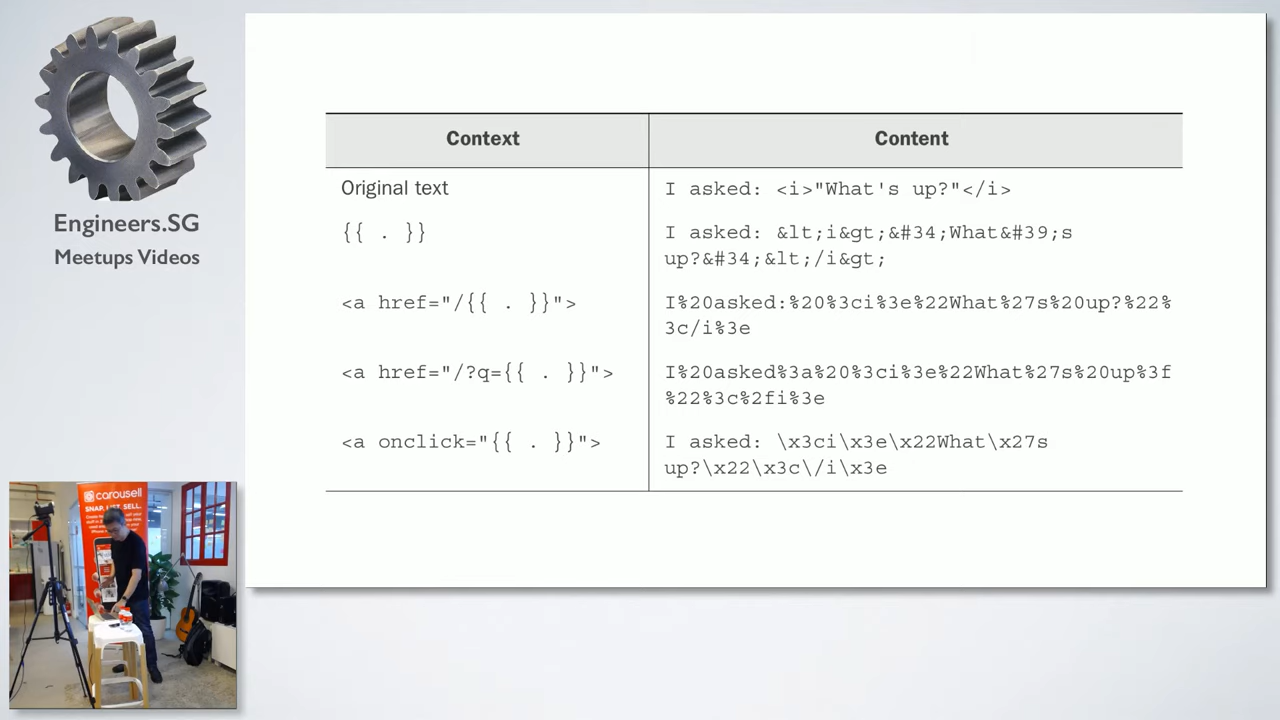 Engineers.SG
Meetups Videos
Context Content
Original text I asked: <i>"What's up?"</i>
{{ . }} I asked: &lt;i&gt;&#34;What&#39;s
up?&#34;&lt;/i&gt;
<a href="/{{ . }}"> I%20asked:%20%3ci%3e%22What%27s%20up?%22%
3c/i%3e
<a href="/?q={{ . }}"> I%20asked%3a%20%3ci%3e%22What%27s%20up%3f
%22%3c%2fi%3e
<a onclick="{{ . }}"> I asked: \x3ci\x3e\x22What\x27s
up?\x22\x3c\/i\x3e
carousell
SNAP. LIST. SELL.